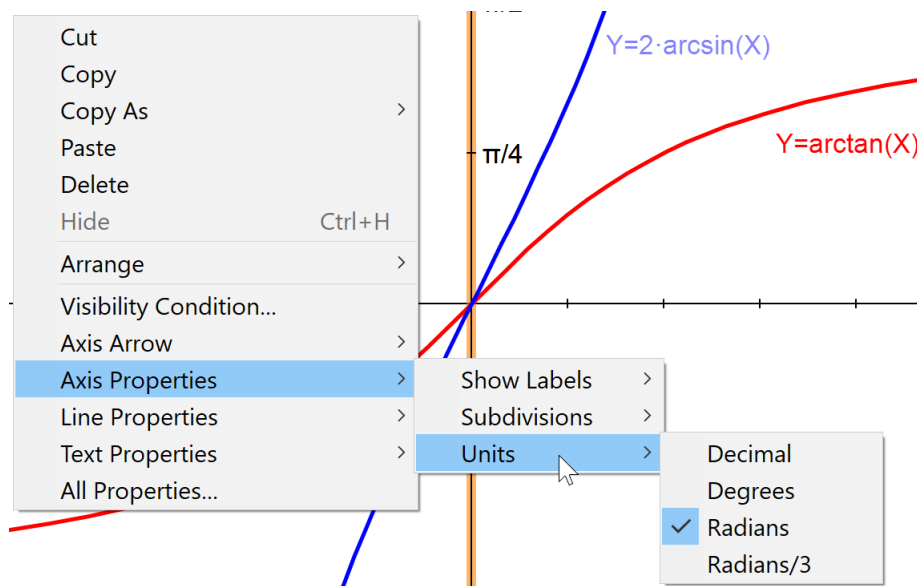 Cut
Copy
Copy As
Paste
Delete
Hide Ctrl+H
Arrange
Visibility Condition...
Axis Arrow
Axis Properties
Line Properties
Text Properties
All Properties...
Show Labels
Subdivisions
Units
Decimal
Degrees
Radians
Radians/3
Y=2·arcsin(X)
π/4
Y=arctan(X)